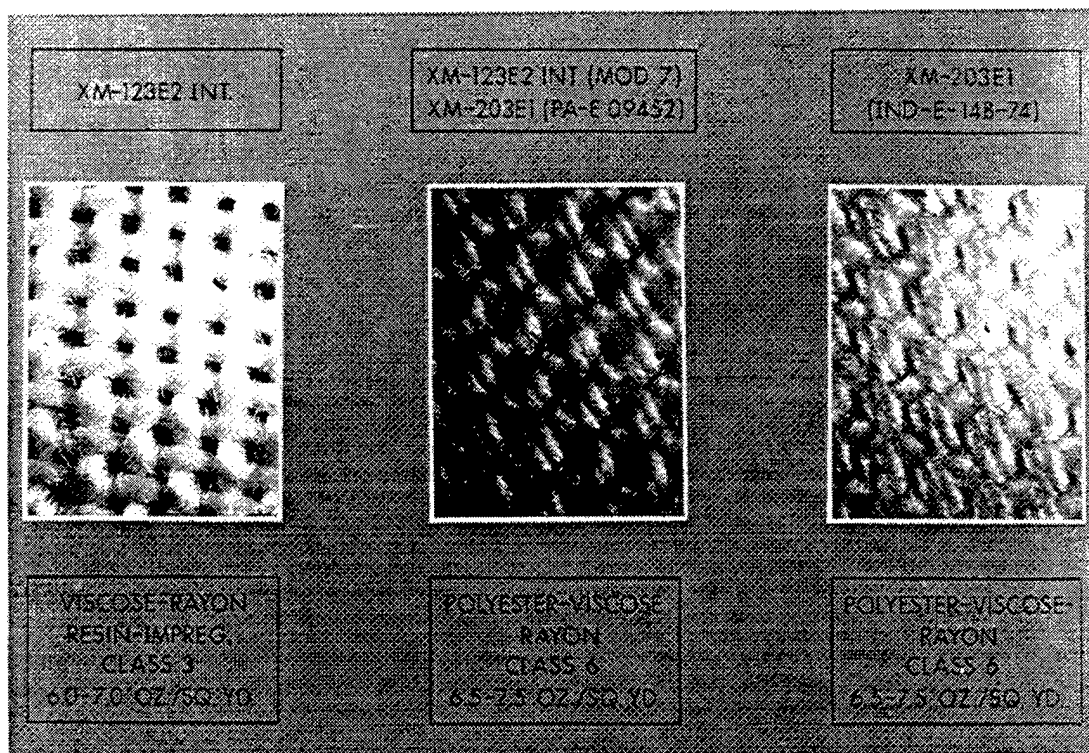 XM-123E2 INT.
XM-123E2 INT (MOD 7)
XM-203E1 (PA-E 09452)
XM-203E1
(IND-E-148-74)
VISCOSE-RAYON
RESIN-IMPREG.
CLASS 3
6.0-7.0 OZ./SQ. YD.
POLYESTER-VISCOSE
RAYON
CLASS 6
6.5-7.5 OZ./SQ. YD.
POLYESTER-VISCOSE-
RAYON
CLASS 6
6.5-7.5 OZ./SQ. YD.